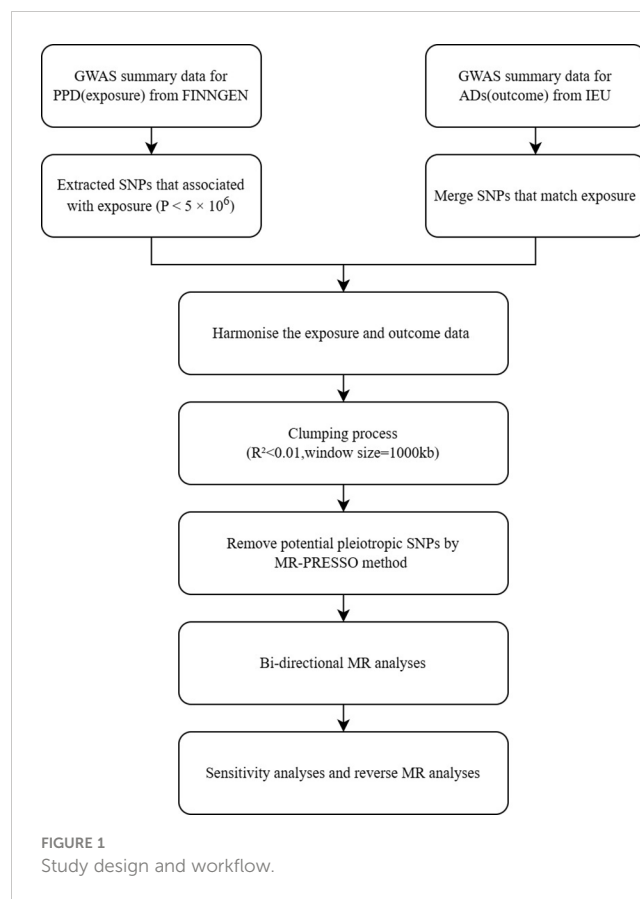 GWAS summary data for
PPD(exposure) from FINNGEN
GWAS summary data for
ADs(outcome) from IEU
Extracted SNPs that associated
with exposure (P < 5 × 10⁶)
Merge SNPs that match exposure
Harmonise the exposure and outcome data
Clumping process
(R²<0.01,window size=1000kb)
Remove potential pleiotropic SNPs by
MR-PRESSO method
Bi-directional MR analyses
Sensitivity analyses and reverse MR analyses
FIGURE 1
Study design and workflow.